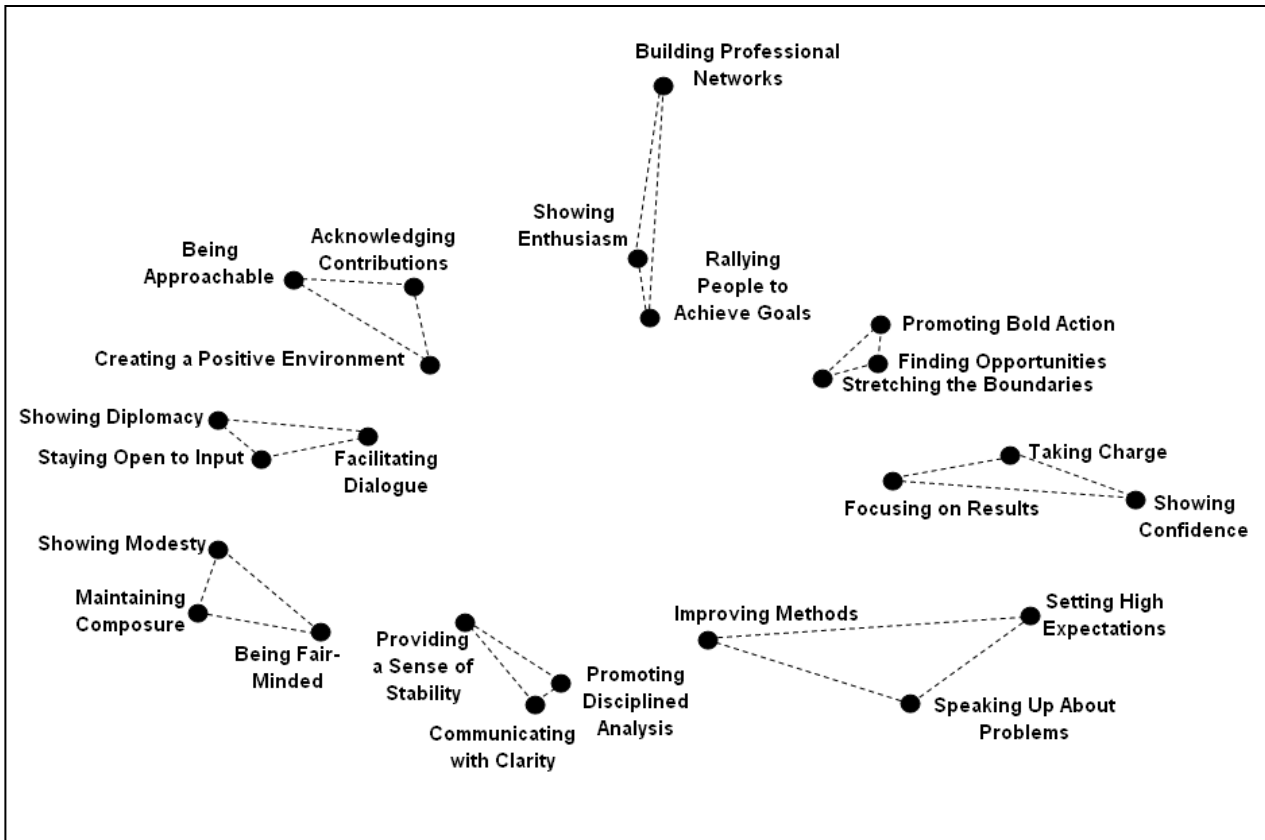 Building Professional
Networks
Showing
Enthusiasm
Rallying
People to
Achieve Goals
Being
Approachable
Acknowledging
Contributions
Creating a Positive Environment
Promoting Bold Action
Finding Opportunities
Stretching the Boundaries
Showing Diplomacy
Staying Open to Input
Facilitating
Dialogue
Taking Charge
Focusing on Results
Showing
Confidence
Showing Modesty
Maintaining
Composure
Being Fair-
Minded
Providing
a Sense of
Stability
Promoting
Disciplined
Analysis
Communicating
with Clarity
Improving Methods
Setting High
Expectations
Speaking Up About
Problems